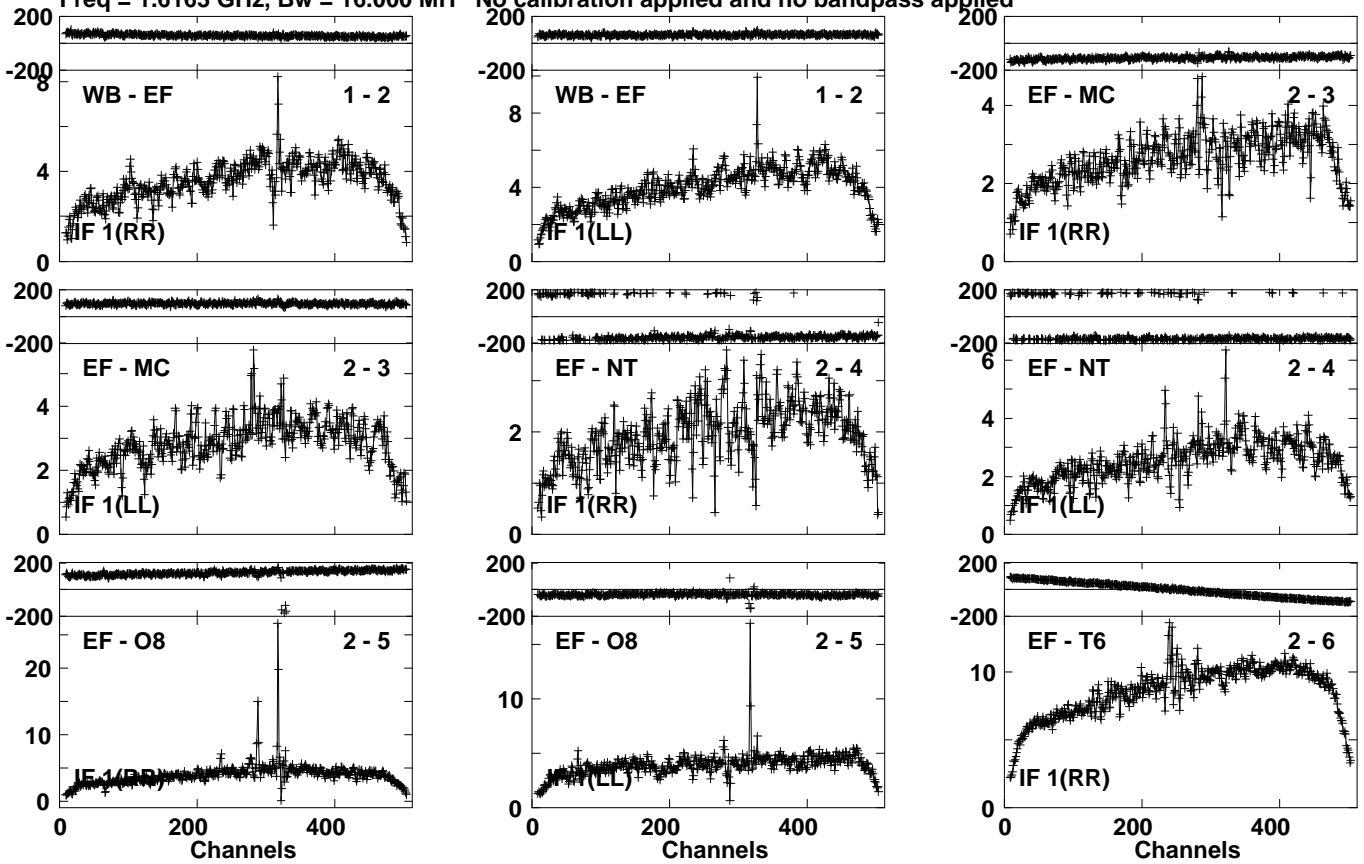 Freq = 1.6163 GHz, Bw = 16.000 MH No calibration applied and no bandpass applied
200
-200
8
4
0
WB - EF 1 - 2
IF 1(RR)
8
4
0
WB - EF 1 - 2
IF 1(LL)
200
-200
4
2
0
EF - MC 2 - 3
IF 1(RR)
200
-200
4
2
0
EF - MC 2 - 3
IF 1(LL)
200
-200
2
0
EF - NT 2 - 4
IF 1(RR)
200
-200
6
4
2
0
EF - NT 2 - 4
IF 1(LL)
200
-200
20
10
0
EF - O8 2 - 5
IF 1(RR)
0 200 400
Channels
200
-200
10
0
EF - O8 2 - 5
IF 1(LL)
0 200 400
Channels
200
-200
10
0
EF - T6 2 - 6
IF 1(RR)
0 200 400
Channels